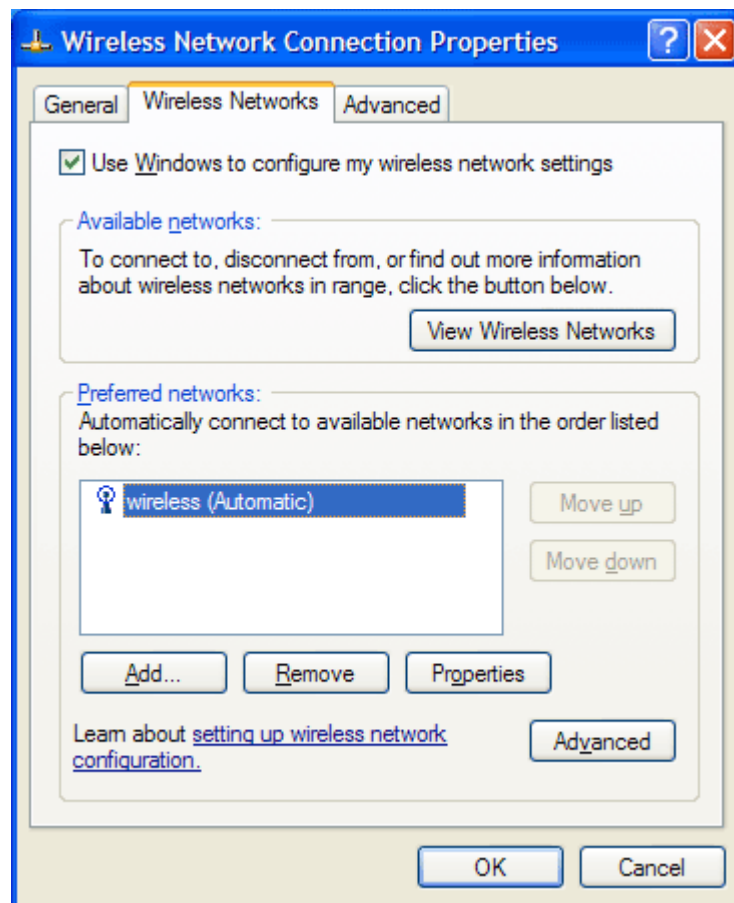 Wireless Network Connection Properties
General Wireless Networks Advanced
Use Windows to configure my wireless network settings
Available networks:
To connect to, disconnect from, or find out more information
about wireless networks in range, click the button below.
View Wireless Networks
Preferred networks:
Automatically connect to available networks in the order listed
below:
wireless (Automatic)
Move up
Move down
Add... Remove Properties
Learn about setting up wireless network
configuration.
Advanced
OK Cancel